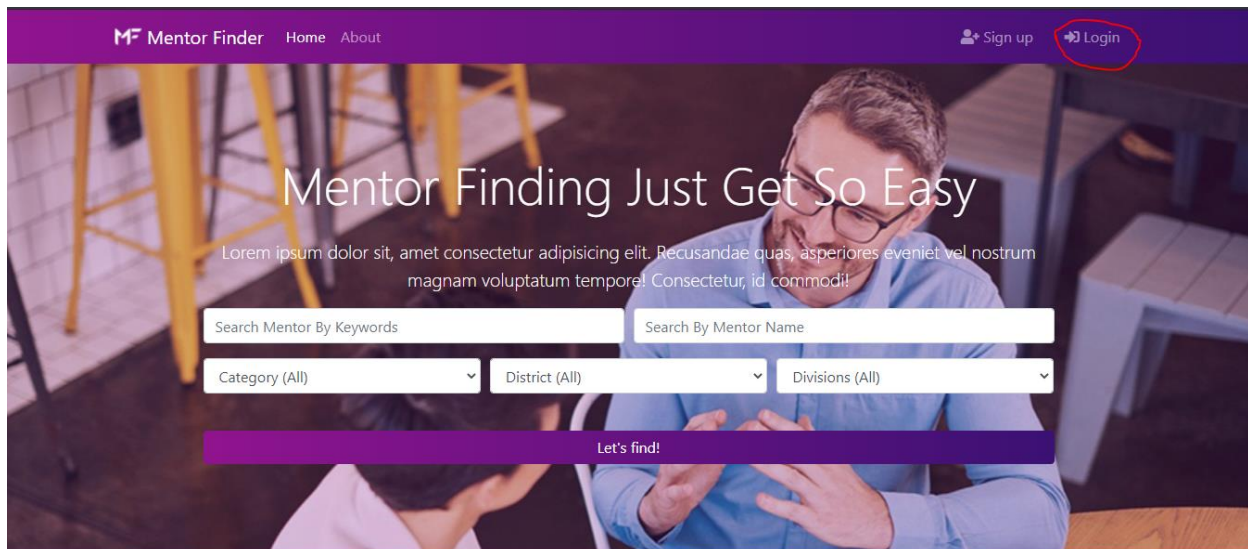 MF Mentor Finder Home About Sign up Login
Mentor Finding Just Get So Easy
Lorem ipsum dolor sit, amet consectetur adipisicing elit. Recusandae quas, asperiores eveniet vel nostrum
magnam voluptatum tempore! Consectetur, id commodi!
Search Mentor By Keywords Search By Mentor Name
Category (All) District (All) Divisions (All)
Let's find!